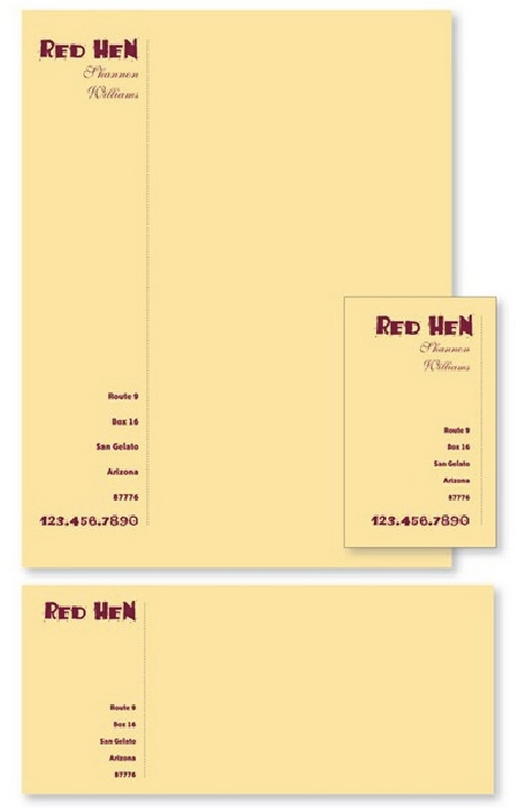 RED HEN
Shannon
Williams
Route 9
Box 16
San Gelato
Arizona
87776
123.456.7890
RED HEN
Shannon
Williams
Route 9
Box 16
San Gelato
Arizona
87776
123.456.7890
RED HEN
Route 9
Box 16
San Gelato
Arizona
87776